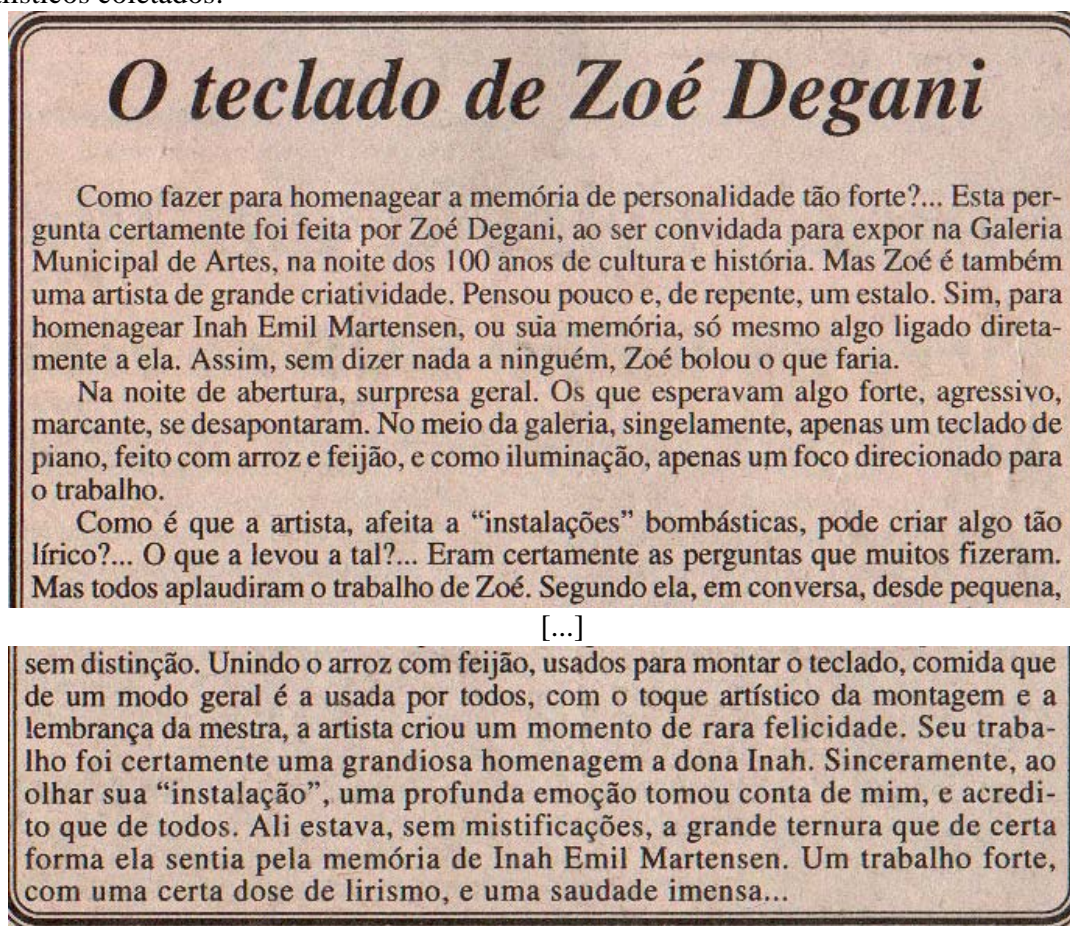 lísticos coletados:
O teclado de Zoé Degani
Como fazer para homenagear a memória de personalidade tão forte?... Esta per-
gunta certamente foi feita por Zoé Degani, ao ser convidada para expor na Galeria
Municipal de Artes, na noite dos 100 anos de cultura e história. Mas Zoé é também
uma artista de grande criatividade. Pensou pouco e, de repente, um estalo. Sim, para
homenagear Inah Emil Martensen, ou sua memória, só mesmo algo ligado direta-
mente a ela. Assim, sem dizer nada a ninguém, Zoé bolou o que faria.
Na noite de abertura, surpresa geral. Os que esperavam algo forte, agressivo,
marcante, se desapontaram. No meio da galeria, singelamente, apenas um teclado de
piano, feito com arroz e feijão, e como iluminação, apenas um foco direcionado para
o trabalho.
Como é que a artista, afeita a “instalações” bombásticas, pode criar algo tão
lírico?... O que a levou a tal?... Eram certamente as perguntas que muitos fizeram.
Mas todos aplaudiram o trabalho de Zoé. Segundo ela, em conversa, desde pequena,
[...]
sem distinção. Unindo o arroz com feijão, usados para montar o teclado, comida que
de um modo geral é a usada por todos, com o toque artístico da montagem e a
lembrança da mestra, a artista criou um momento de rara felicidade. Seu traba-
lho foi certamente uma grandiosa homenagem a dona Inah. Sinceramente, ao
olhar sua “instalação”, uma profunda emoção tomou conta de mim, e acredi-
to que de todos. Ali estava, sem mistificações, a grande ternura que de certa
forma ela sentia pela memória de Inah Emil Martensen. Um trabalho forte,
com uma certa dose de lirismo, e uma saudade imensa...